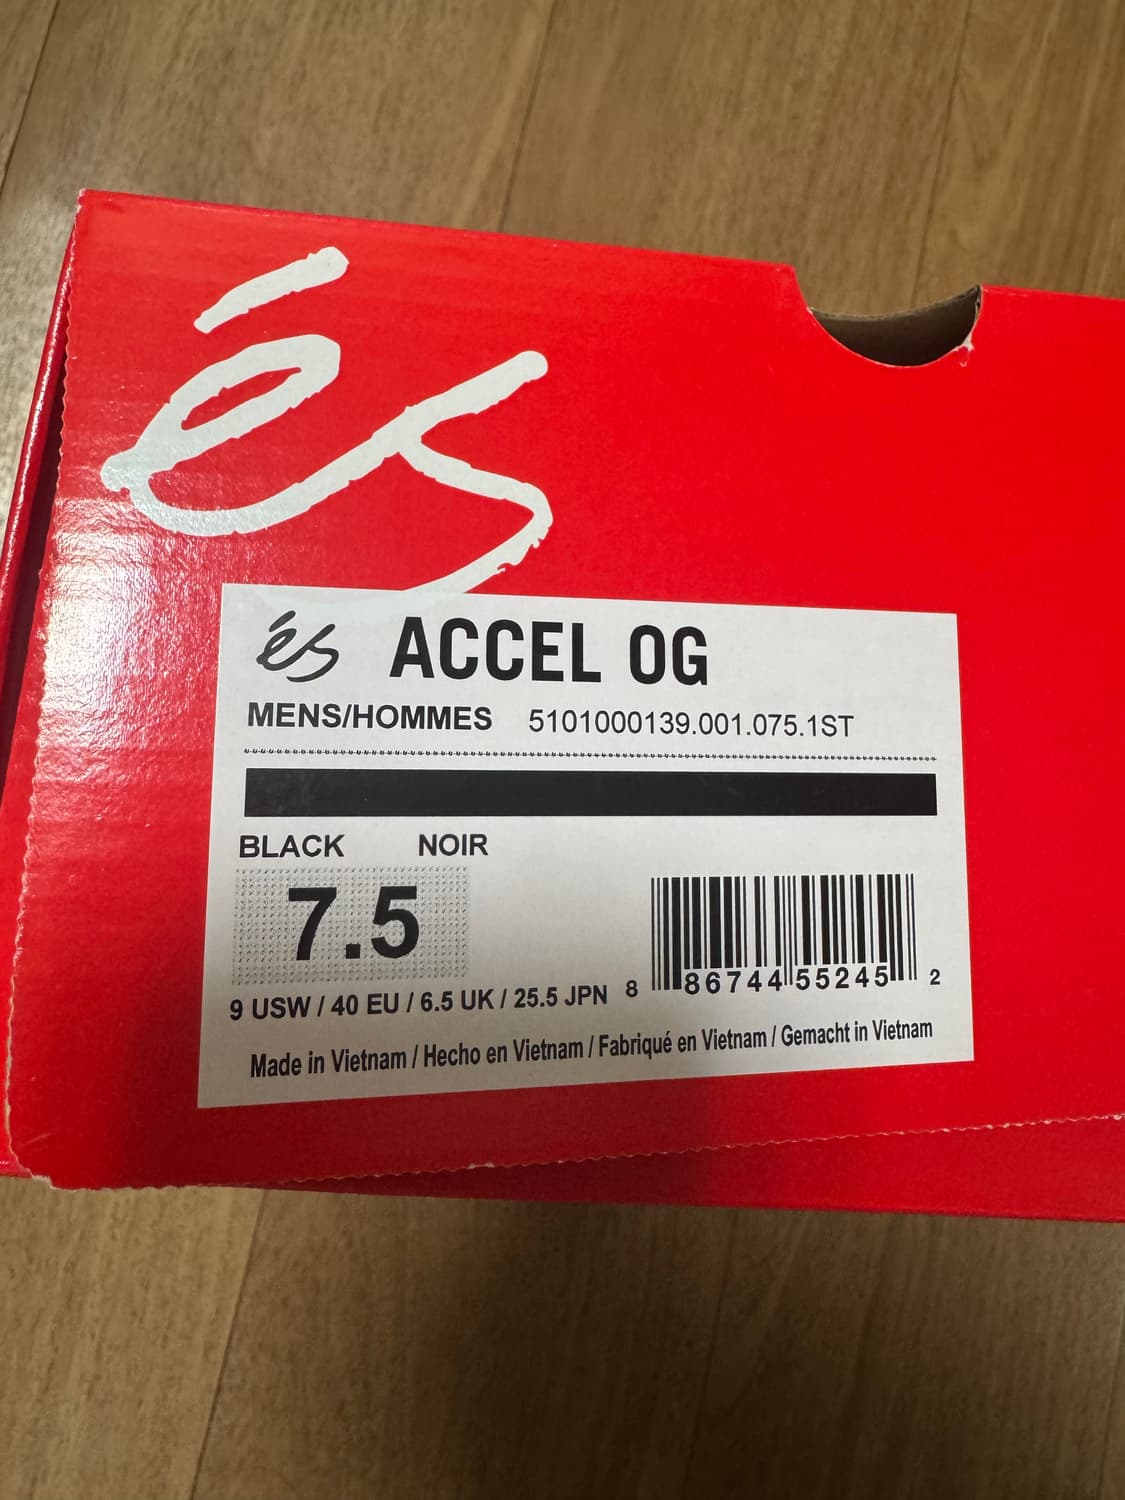 és
és ACCEL OG
MENS/HOMMES 5101000139.001.075.1ST
BLACK NOIR
7.5
9 USW / 40 EU / 6.5 UK / 25.5 JPN
8 86744 55245 2
Made in Vietnam / Hecho en Vietnam / Fabriqué en Vietnam / Gemacht in Vietnam